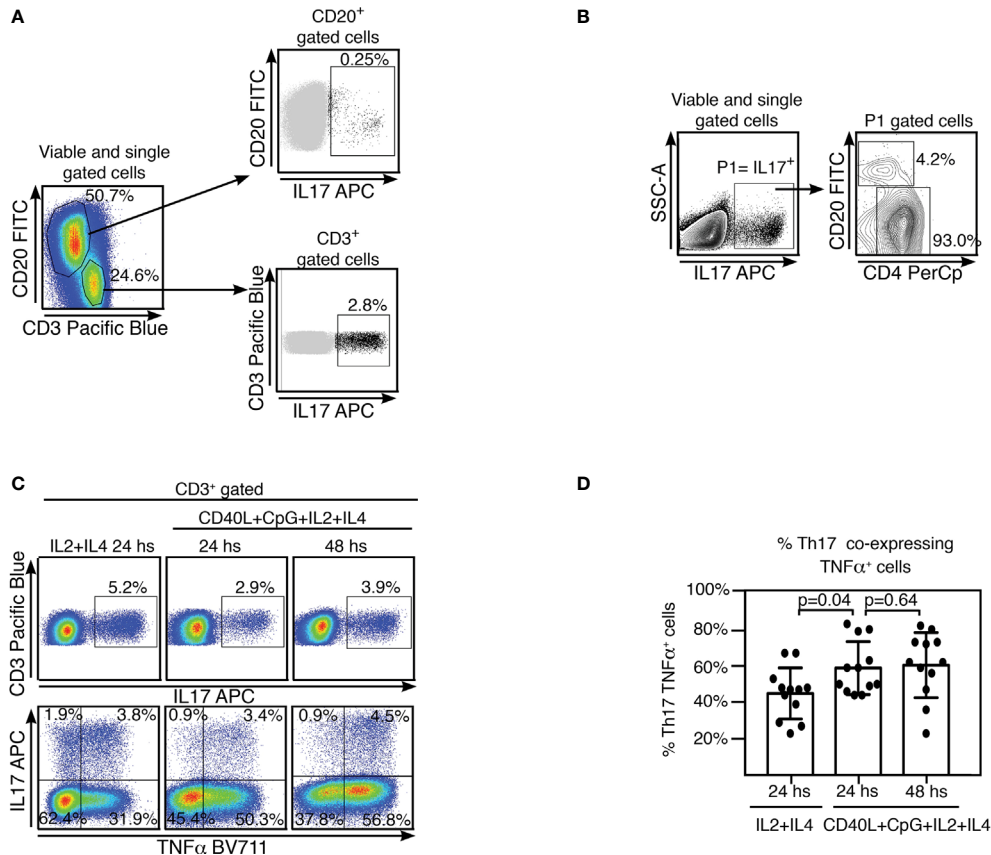 A
CD20+
gated cells
0.25%
CD20 FITC
IL17 APC
Viable and single
gated cells
50.7%
24.6%
CD20 FITC
CD3 Pacific Blue
CD3+
gated cells
2.8%
CD3 Pacific Blue
IL17 APC
B
Viable and single
gated cells
P1= IL17+
SSC-A
IL17 APC
P1 gated cells
4.2%
93.0%
CD20 FITC
CD4 PerCp
C
CD3+ gated
CD40L+CpG+IL2+IL4
IL2+IL4 24 hs
24 hs
48 hs
CD3 Pacific Blue
5.2%
2.9%
3.9%
IL17 APC
IL17 APC
1.9%
3.8%
0.9%
3.4%
0.9%
4.5%
62.4%
31.9%
45.4%
50.3%
37.8%
56.8%
TNFα BV711
D
% Th17 co-expressing
TNFα+ cells
% Th17 TNFα+ cells
100%
80%
60%
40%
20%
p=0.04
p=0.64
24 hs
24 hs
48 hs
IL2+IL4
CD40L+CpG+IL2+IL4